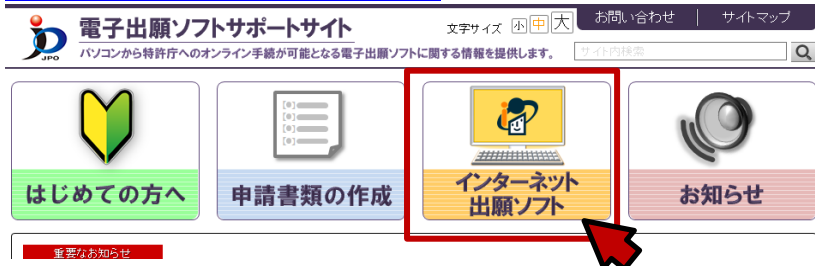 電子出願ソフトサポートサイト
文字サイズ 小 中 大
お問い合わせ | サイトマップ
JPO
パソコンから特許庁へのオンライン手続が可能となる電子出願ソフトに関する情報を提供します。
サイト内検索
はじめての方へ
申請書類の作成
インターネット
出願ソフト
お知らせ
重要なお知らせ